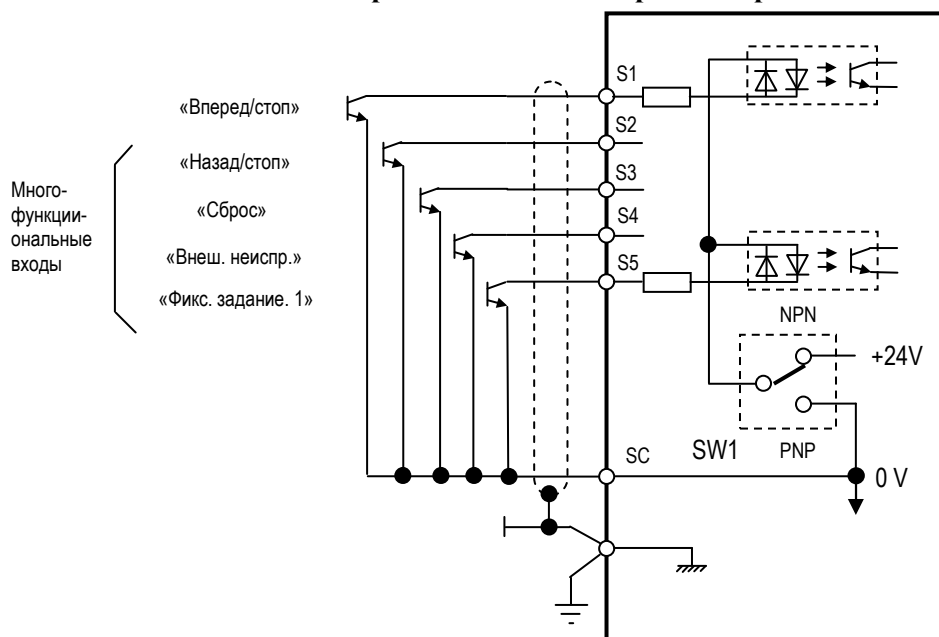 S1
«Вперед/стоп»
S2
«Назад/стоп»
S3
Много-
функци-
ональные
входы
«Сброс»
S4
«Внеш. неиспр.»
S5
«Фикс. задание. 1»
NPN
+24V
SC
SW1
PNP
0 V